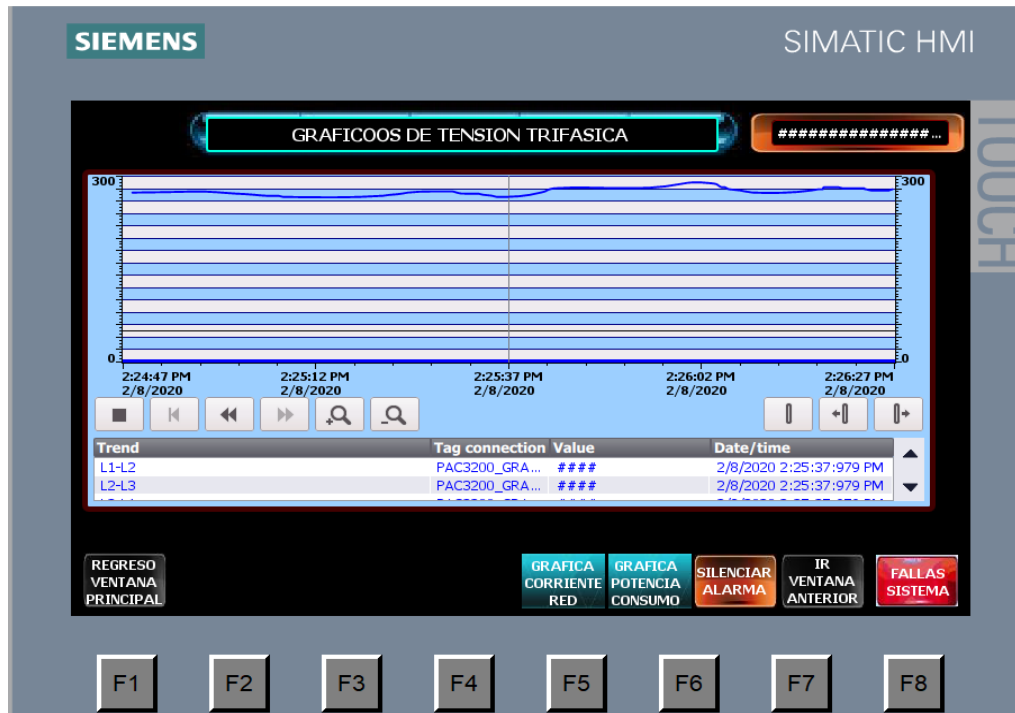 SIEMENS
SIMATIC HMI
TOUCH
GRAFICOOS DE TENSION TRIFASICA
###############...
300
300
0
0
2:24:47 PM
2/8/2020
2:25:12 PM
2/8/2020
2:25:37 PM
2/8/2020
2:26:02 PM
2/8/2020
2:26:27 PM
2/8/2020
Trend Tag connection Value Date/time
L1-L2 PAC3200_GRA... #### 2/8/2020 2:25:37:979 PM
L2-L3 PAC3200_GRA... #### 2/8/2020 2:25:37:979 PM
REGRESO
VENTANA
PRINCIPAL
GRAFICA
CORRIENTE
RED
GRAFICA
POTENCIA
CONSUMO
SILENCIAR
ALARMA
IR
VENTANA
ANTERIOR
FALLAS
SISTEMA
F1 F2 F3 F4 F5 F6 F7 F8